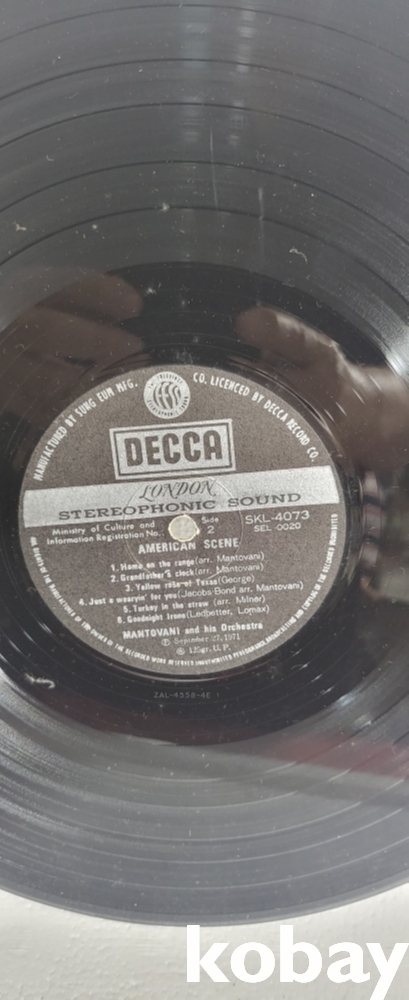 MANUFACTURED BY SUNG EUM MFG. CO. LICENCED BY DECCA RECORD CO.
DECCA
LONDON
STEREOPHONIC SOUND
Ministry of Culture and
Information Registration No.
Side
2
SKL-4073
SEL-0020
AMERICAN SCENE
1. Home on the range (arr. Mantovani)
2. Grandfather's clock (arr. Mantovani)
3. Yellow rose of Texas (George)
4. Just a wearyin' for you (Jacobs-Bond arr. Mantovani)
5. Turkey in the straw (arr. Milner)
6. Goodnight Irene (Ledbetter, Lomax)
MANTOVANI and his Orchestra
Ⓟ September 27, 1971
ZAL-4558-4E
kobay